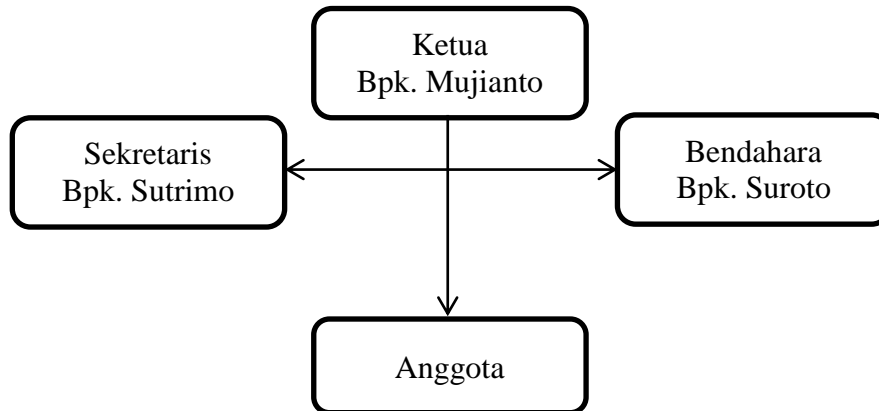 Ketua
Bpk. Mujianto
Sekretaris
Bpk. Sutrimo
Bendahara
Bpk. Suroto
Anggota